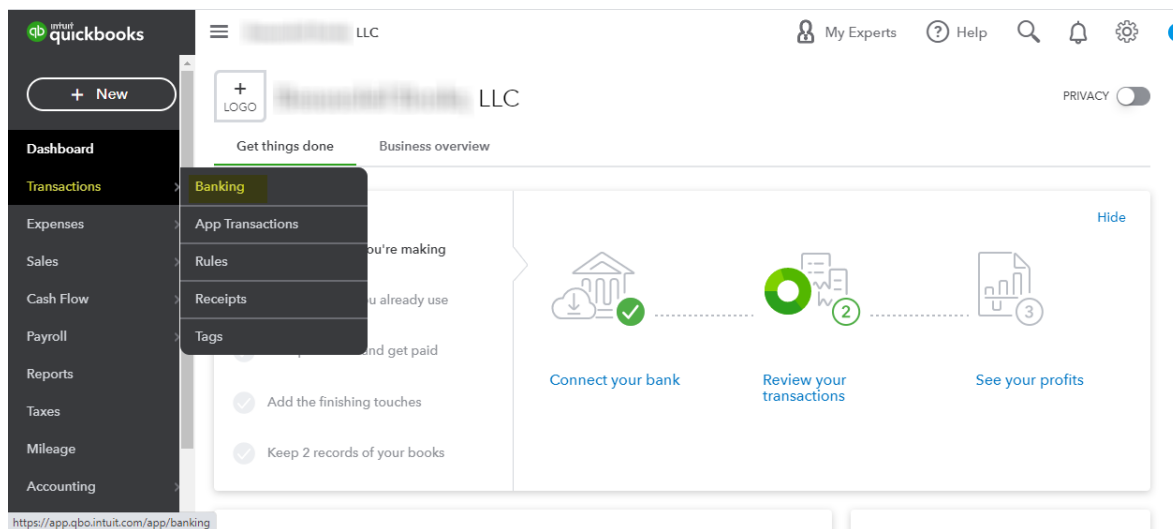 qb intuit quickbooks
LLC
My Experts
? Help
+ New
+
LOGO
LLC
PRIVACY
Get things done
Business overview
Dashboard
Transactions
Expenses
Sales
Cash Flow
Payroll
Reports
Taxes
Mileage
Accounting
Banking
App Transactions
Rules
Receipts
Tags
ou're making
u already use
nd get paid
Add the finishing touches
Keep 2 records of your books
Hide
2
3
Connect your bank
Review your
transactions
See your profits
https://app.qbo.intuit.com/app/banking